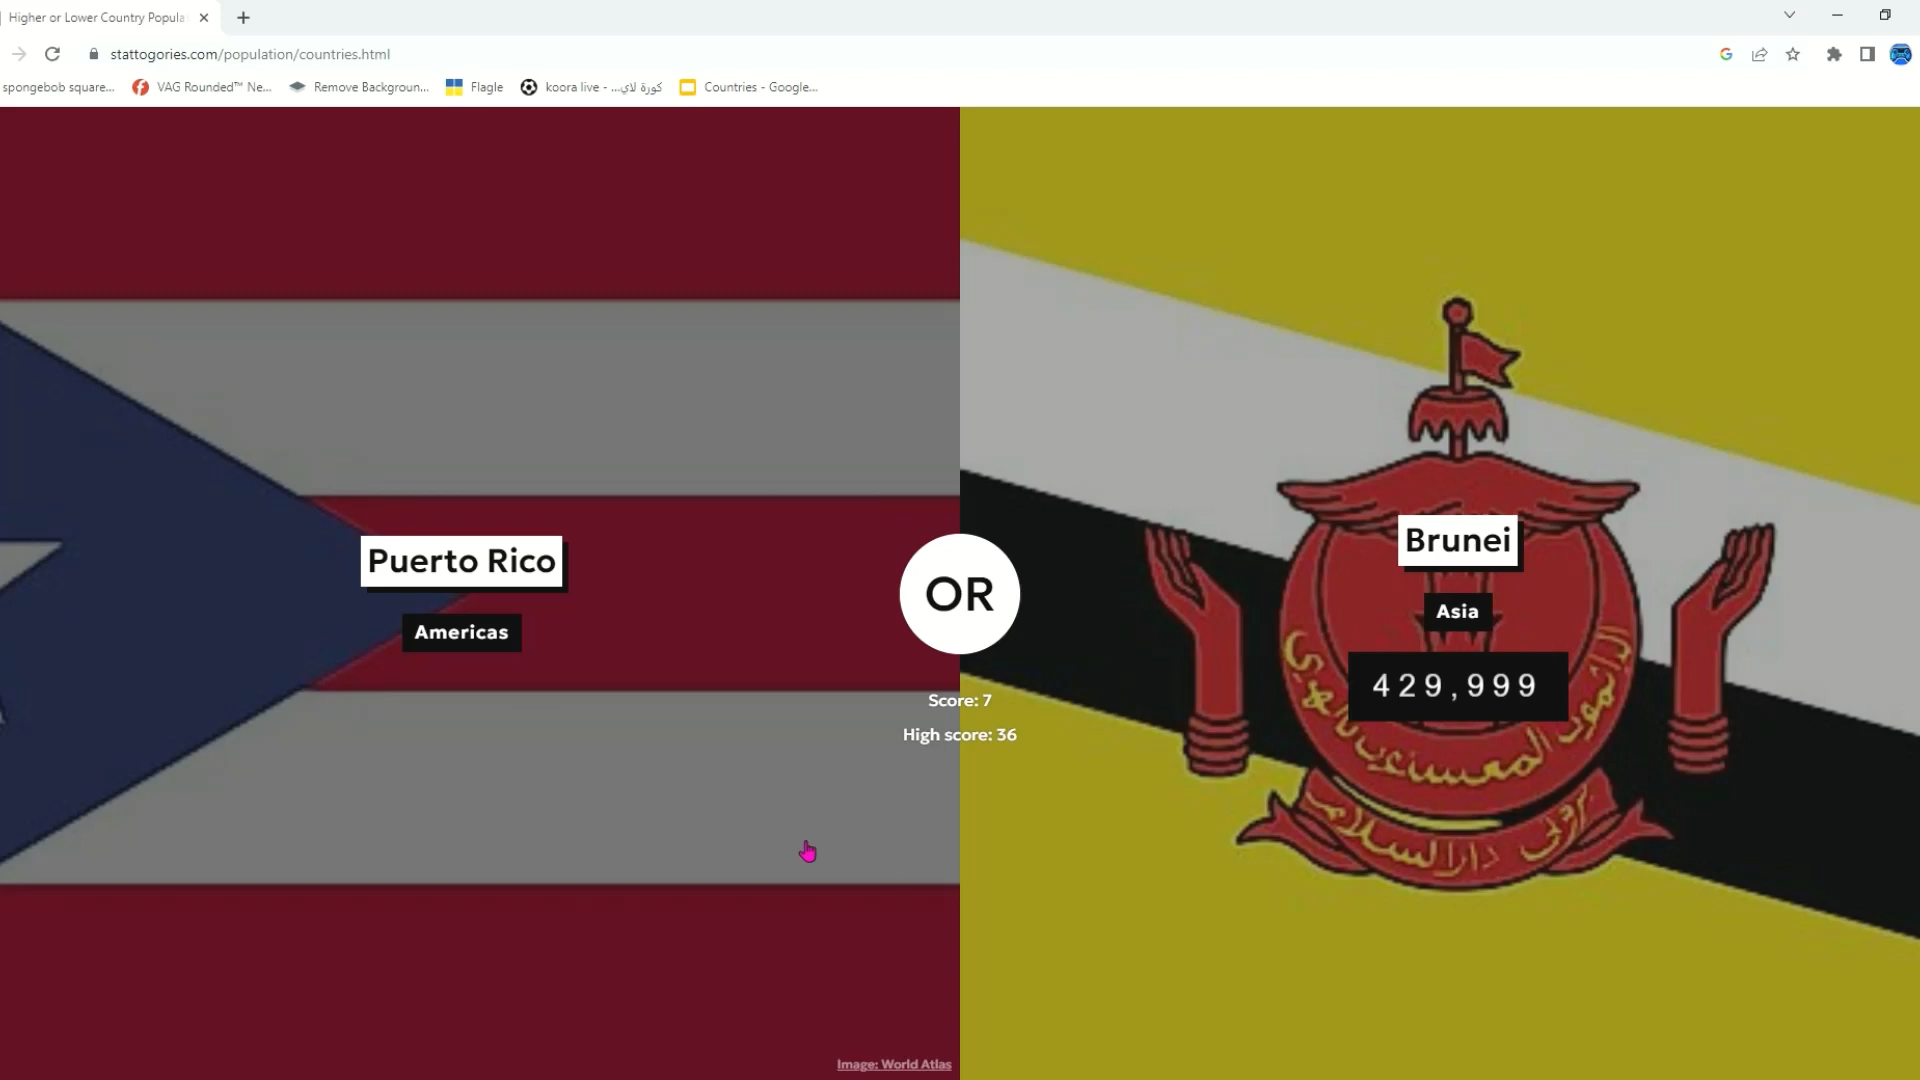 Higher or Lower Country Popula
stattogories.com/population/countries.html
spongebob square...
VAG Rounded™ Ne...
Remove Backgroun...
Flagle
koora live - ...كورة لاي
Countries - Google...
Puerto Rico
Americas
OR
Score: 7
High score: 36
Brunei
Asia
429,999
Image: World Atlas